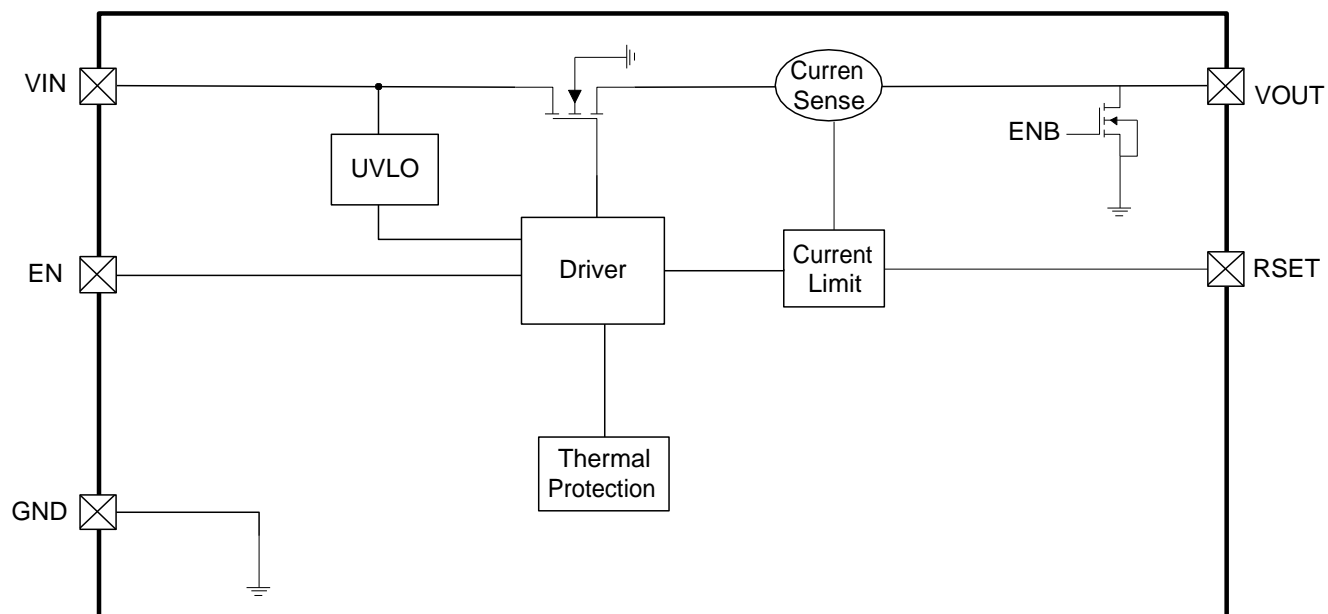 VIN
Curren
Sense
VOUT
ENB
UVLO
EN
Driver
Current
Limit
RSET
Thermal
Protection
GND